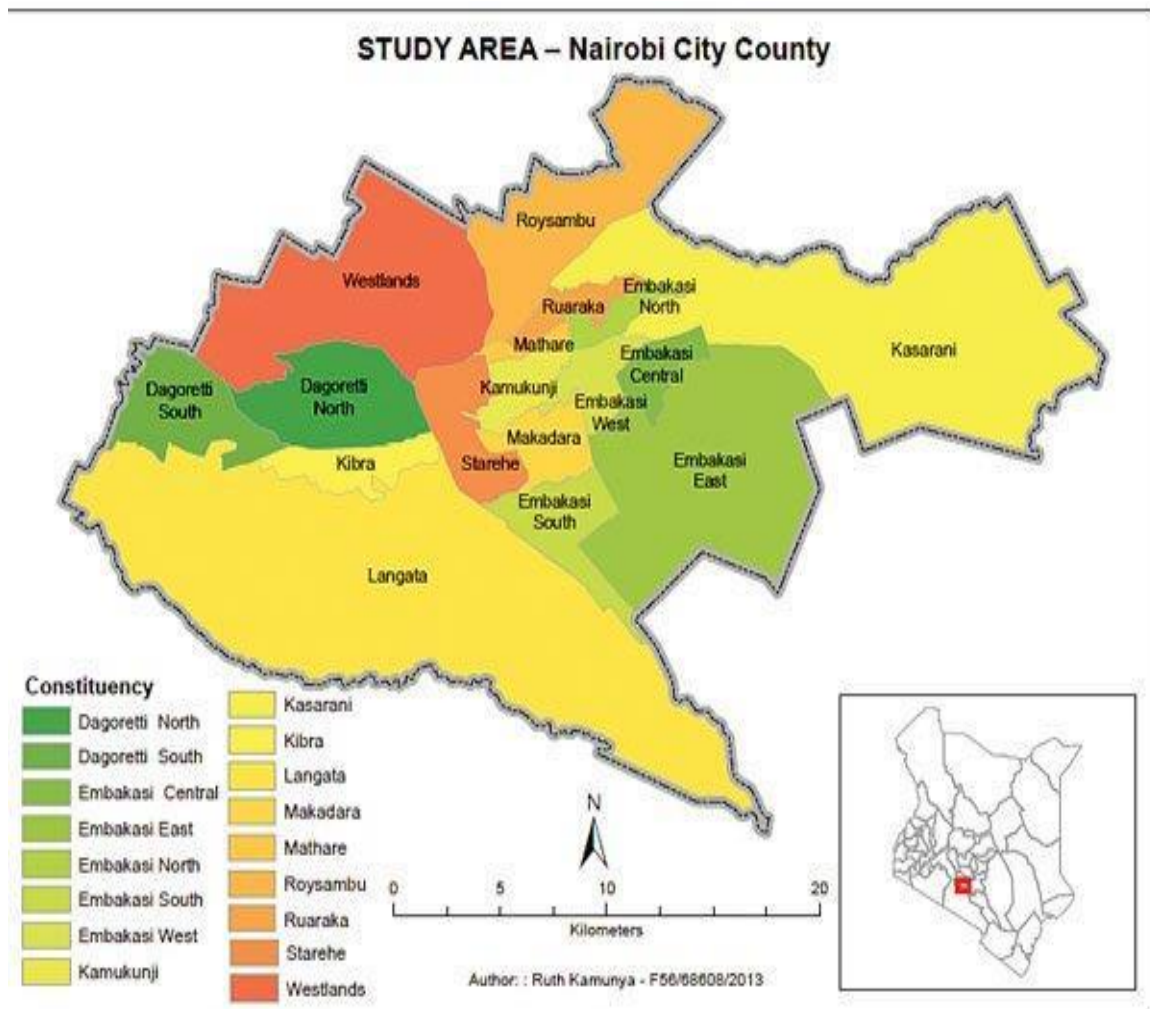 STUDY AREA – Nairobi City County
Roysambu
Westlands
Embakasi
North
Ruaraka
Mathare
Kasarani
Embakasi
Central
Dagoretti
South
Dagoretti
North
Kamukunji
Embakasi
West
Makadara
Kibra
Starehe
Embakasi
East
Embakasi
South
Langata
Constituency
Dagoretti North
Dagoretti South
Embakasi Central
Embakasi East
Embakasi North
Embakasi South
Embakasi West
Kamukunji
Kasarani
Kibra
Langata
Makadara
Mathare
Roysambu
Ruaraka
Starehe
Westlands
N
0 5 10 20
Kilometers
Author: : Ruth Kamunya - F56/68608/2013